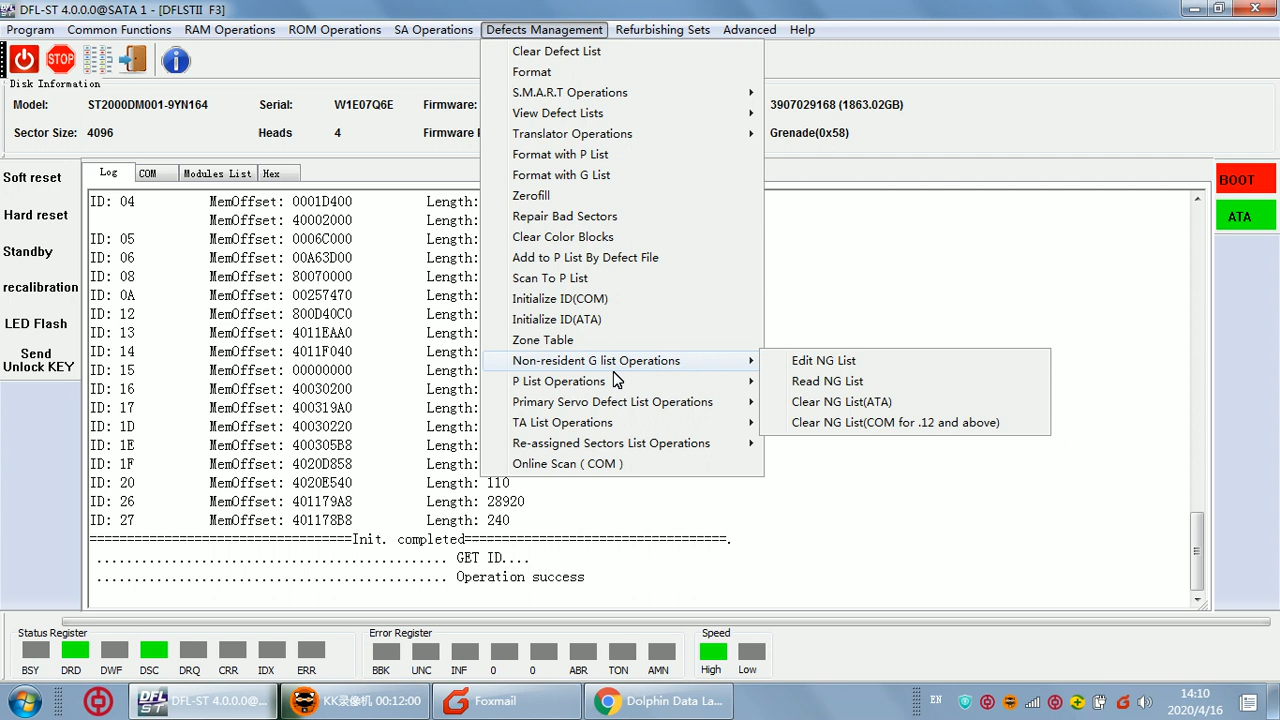 DFL-ST 4.0.0.0@SATA 1 - [DFLSTII F3]
Program Common Functions RAM Operations ROM Operations SA Operations Defects Management Refurbishing Sets Advanced Help
STOP
Disk Information
Model: ST2000DM001-9YN164 Serial: W1E07Q6E Firmware: 3907029168 (1863.02GB)
Sector Size: 4096 Heads 4 Firmware Grenade(0x58)
Soft reset
Hard reset
Standby
recalibration
LED Flash
Send
Unlock KEY
Log COM Modules List Hex
ID: 04 MemOffset: 0001D400 Length:
MemOffset: 40002000 Length:
ID: 05 MemOffset: 0006C000 Length:
ID: 06 MemOffset: 00A63D00 Length:
ID: 08 MemOffset: 80070000 Length:
ID: 0A MemOffset: 00257470 Length:
ID: 12 MemOffset: 800D40C0 Length:
ID: 13 MemOffset: 4011EAA0 Length:
ID: 14 MemOffset: 4011F040 Length:
ID: 15 MemOffset: 00000000 Length:
ID: 16 MemOffset: 40030200 Length:
ID: 17 MemOffset: 400319A0 Length:
ID: 1D MemOffset: 400301B0 Length:
ID: 1E MemOffset: 400305B8 Length:
ID: 1F MemOffset: 4020D858 Length:
ID: 20 MemOffset: 4020E540 Length: 110
ID: 26 MemOffset: 401179A8 Length: 28920
ID: 27 MemOffset: 401178B8 Length: 240
===================================Init. completed===================================.
............................................... GET ID....
............................................... Operation success
Clear Defect List
Format
S.M.A.R.T Operations
View Defect Lists
Translator Operations
Format with P List
Format with G List
Zerofill
Repair Bad Sectors
Clear Color Blocks
Add to P List By Defect File
Scan To P List
Initialize ID(COM)
Initialize ID(ATA)
Zone Table
Non-resident G list Operations
P List Operations
Primary Servo Defect List Operations
TA List Operations
Re-assigned Sectors List Operations
Online Scan ( COM )
Edit NG List
Read NG List
Clear NG List(ATA)
Clear NG List(COM for .12 and above)
BOOT
ATA
Status Register Error Register Speed
BSY DRD DWF DSC DRQ CRR IDX ERR BBK UNC INF 0 0 ABR TON AMN High Low
DFL ST DFL-ST 4.0.0.0@... KK录像机 00:12:00 Foxmail Dolphin Data La... EN 14:10
2020/4/16